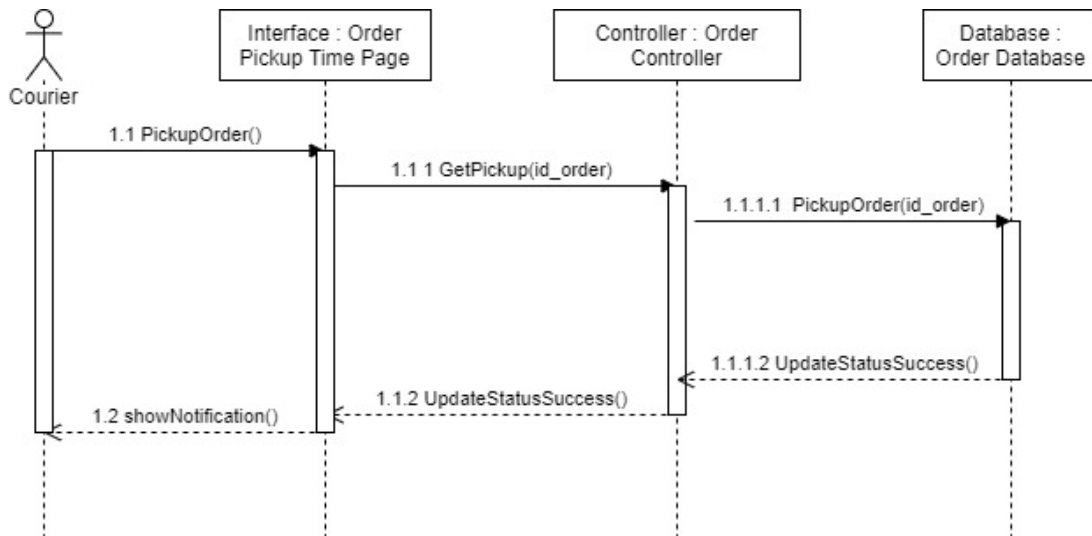 Interface : Order
Pickup Time Page
Controller : Order
Controller
Database :
Order Database
Courier
1.1 PickupOrder()
1.1 1 GetPickup(id_order)
1.1.1.1 PickupOrder(id_order)
1.1.1.2 UpdateStatusSuccess()
1.1.2 UpdateStatusSuccess()
1.2 showNotification()